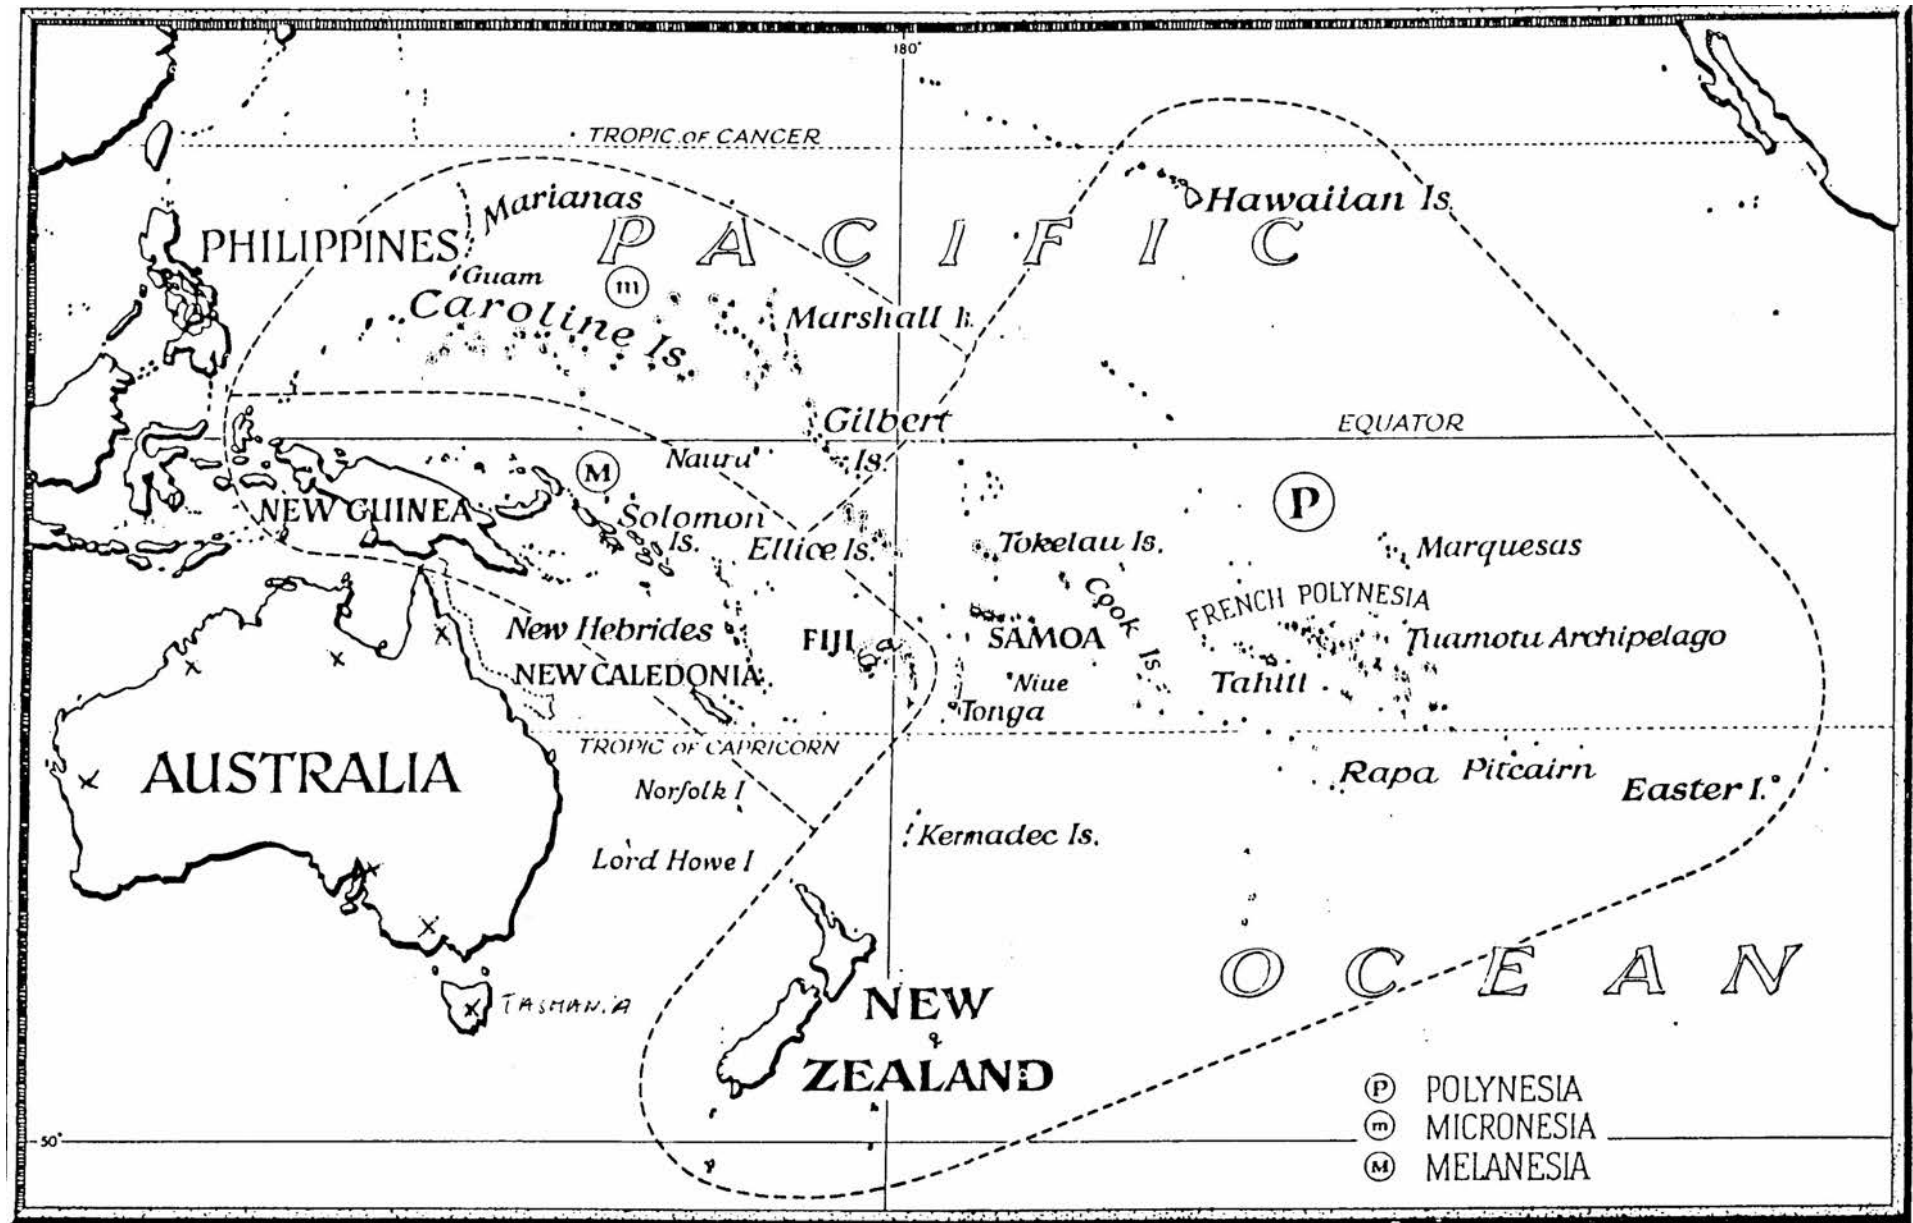 180°
TROPIC OF CANCER
Marianas
Hawaiian Is.
PHILIPPINES
PACIFIC
Guam
m
Caroline Is.
Marshall Is.
Gilbert Is.
EQUATOR
Nauru
M
P
NEW GUINEA
Solomon Is.
Ellice Is.
Tokelau Is.
Marquesas
Cook Is.
FRENCH POLYNESIA
New Hebrides
FIJI
SAMOA
Tuamotu Archipelago
NEW CALEDONIA
Niue
Tahiti
Tonga
TROPIC OF CAPRICORN
AUSTRALIA
Norfolk I
Rapa
Pitcairn
Easter I.
Kermadec Is.
Lord Howe I
OCEAN
TASMANIA
NEW
ZEALAND
P POLYNESIA
m MICRONESIA
M MELANESIA
50°